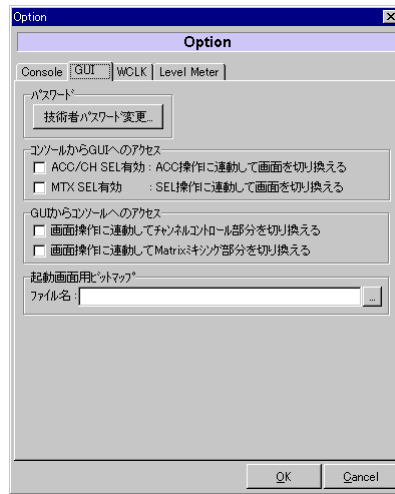 Option
Option
Console GUI WCLK Level Meter
パスワード
技術者パスワード変更...
コンソールからGUIへのアクセス
ACC/CH SEL有効 : ACC操作に連動して画面を切り換える
MTX SEL有効 : SEL操作に連動して画面を切り換える
GUIからコンソールへのアクセス
画面操作に連動してチャンネルコントロール部分を切り換える
画面操作に連動してMatrixミキシング部分を切り換える
起動画面用ビットマップ
ファイル名 : ...
OK Cancel